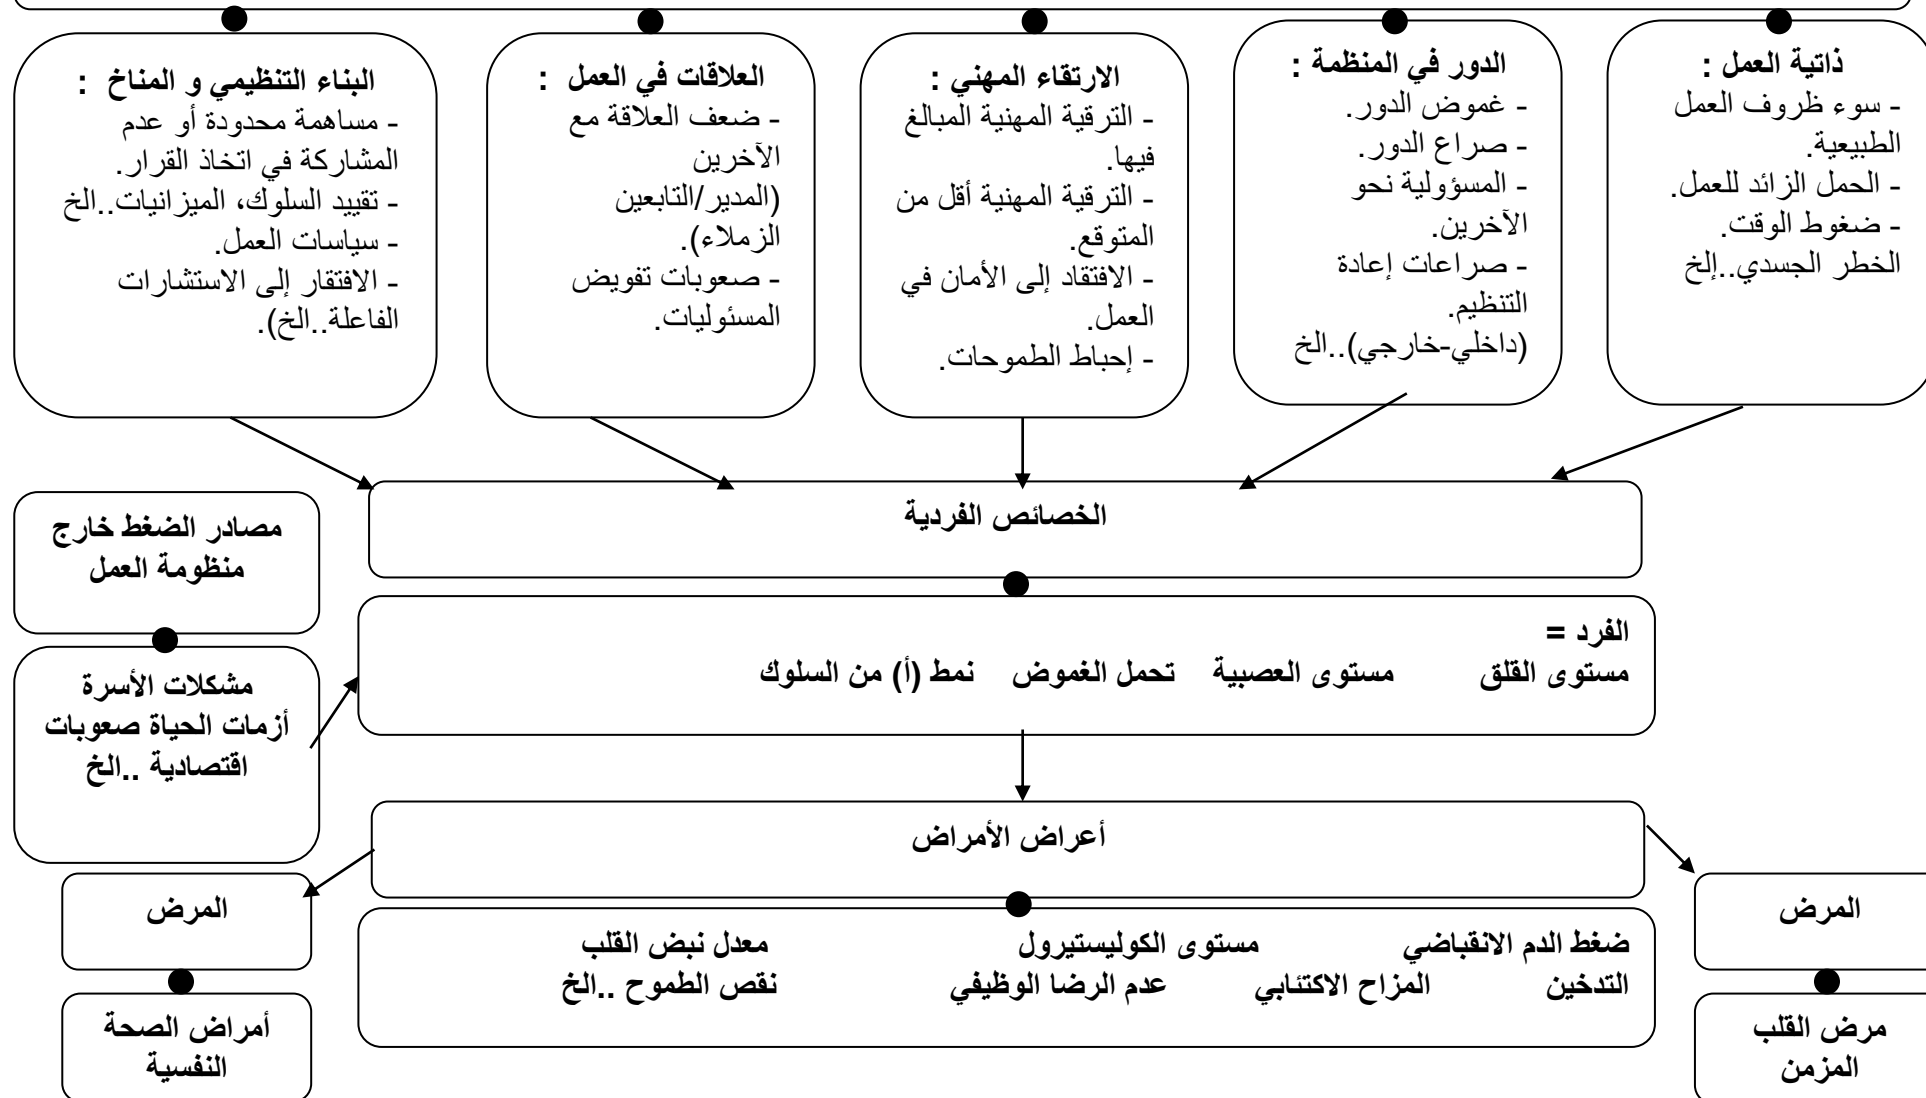 ذاتية العمل :
- سوء ظروف العمل
الطبيعية.
- الحمل الزائد للعمل.
- ضغوط الوقت.
الخطر الجسدي..إلخ
الدور في المنظمة :
- غموض الدور.
- صراع الدور.
- المسؤولية نحو
الآخرين.
- صراعات إعادة
التنظيم.
(داخلي-خارجي)..الخ
الارتقاء المهني :
- الترقية المهنية المبالغ
فيها.
- الترقية المهنية أقل من
المتوقع.
- الافتقاد إلى الأمان في
العمل.
- إحباط الطموحات.
العلاقات في العمل :
- ضعف العلاقة مع
الآخرين
(المدير/التابعين
الزملاء).
- صعوبات تفويض
المسئوليات.
البناء التنظيمي و المناخ :
- مساهمة محدودة أو عدم
المشاركة في اتخاذ القرار.
- تقييد السلوك، الميزانيات..الخ
- سياسات العمل.
- الافتقار إلى الاستشارات
الفاعلة..الخ).
الخصائص الفردية
مصادر الضغط خارج
منظومة العمل
الفرد =
مستوى القلق مستوى العصبية تحمل الغموض نمط (أ) من السلوك
مشكلات الأسرة
أزمات الحياة صعوبات
اقتصادية ..الخ
أعراض الأمراض
المرض
المرض
ضغط الدم الانقباضي مستوى الكوليستيرول معدل نبض القلب
التدخين المزاج الاكتئابي عدم الرضا الوظيفي نقص الطموح ..الخ
مرض القلب
المزمن
أمراض الصحة
النفسية